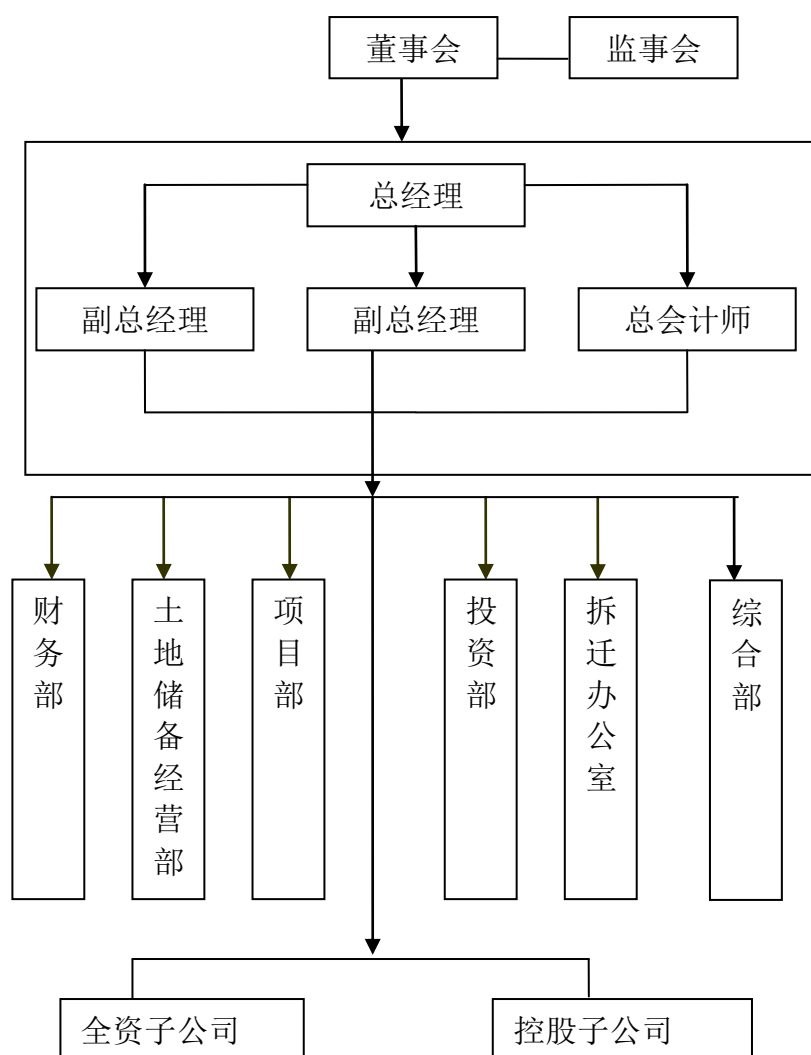 董事会
监事会
总经理
副总经理
副总经理
总会计师
财务部
土地储备经营部
项目部
投资部
拆迁办公室
综合部
全资子公司
控股子公司